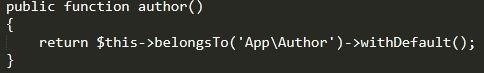 public function author()
{
    return $this->belongsTo('App\Author')->withDefault();
}